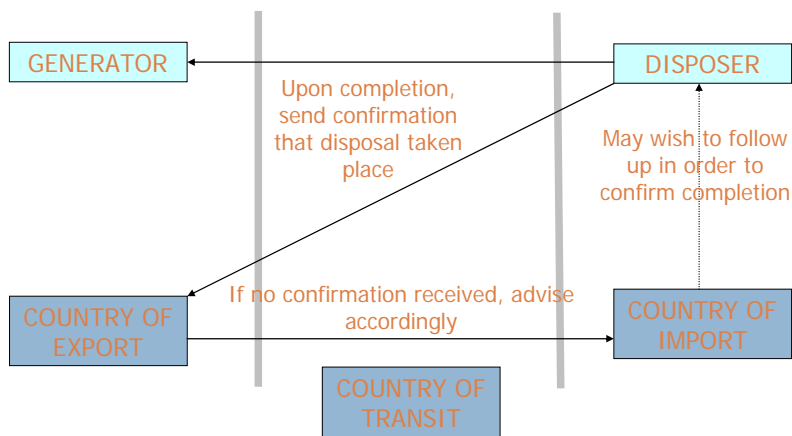 GENERATOR
DISPOSER
Upon completion,
send confirmation
that disposal taken
place
May wish to follow
up in order to
confirm completion
If no confirmation received, advise
accordingly
COUNTRY OF
EXPORT
COUNTRY OF
IMPORT
COUNTRY OF
TRANSIT